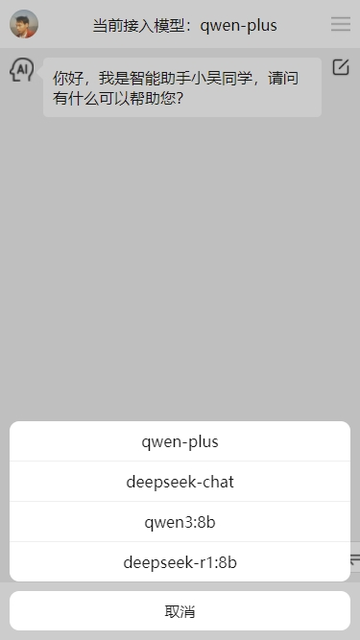 当前接入模型：qwen-plus
AI
你好，我是智能助手小吴同学，请问
有什么可以帮助您？
qwen-plus
deepseek-chat
qwen3:8b
deepseek-r1:8b
取消